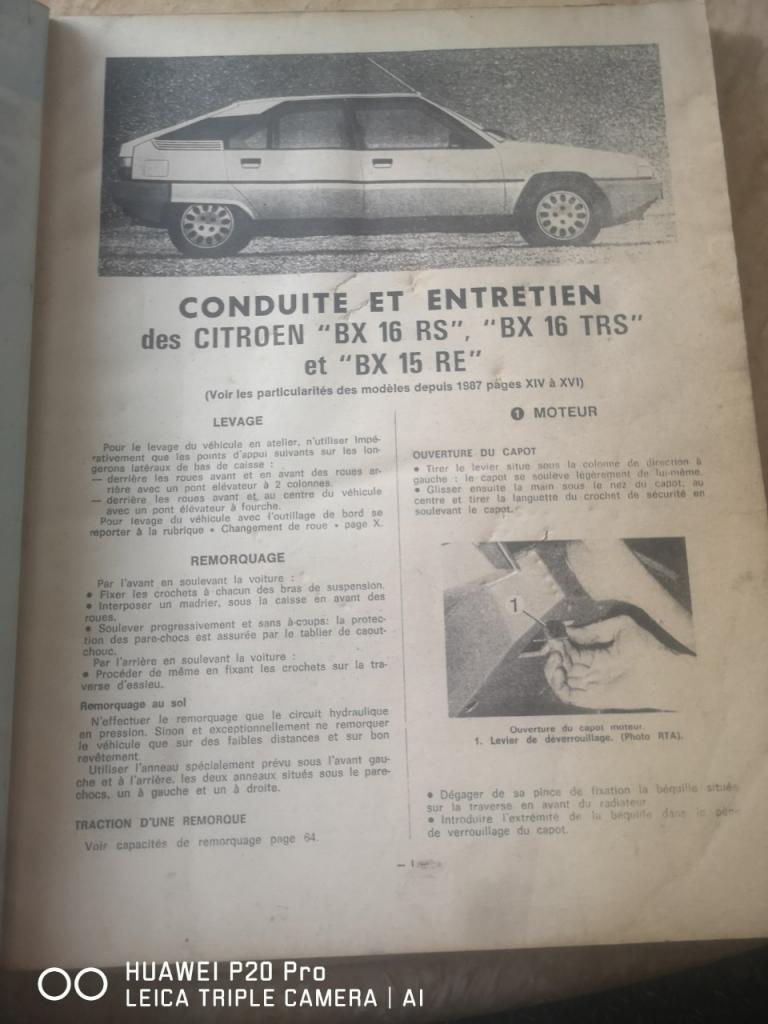 CONDUITE ET ENTRETIEN
des CITROEN "BX 16 RS", "BX 16 TRS"
et "BX 15 RE"
(Voir les particularités des modèles depuis 1987 pages XIV à XVI)
LEVAGE
Pour le levage du véhicule en atelier, n'utiliser impé-
rativement que les points d'appui suivants sur les lon-
gerons latéraux de bas de caisse :
— derrière les roues avant et en avant des roues ar-
rière avec un pont élévateur à 2 colonnes.
— derrière les roues avant et au centre du véhicule
avec un pont élévateur à fourche.
Pour levage du véhicule avec l'outillage de bord se
reporter à la rubrique « Changement de roue » page X.
REMORQUAGE
Par l'avant en soulevant la voiture :
● Fixer les crochets à chacun des bras de suspension.
● Interposer un madrier, sous la caisse en avant des
roues.
● Soulever progressivement et sans à-coups: la protec-
tion des pare-chocs est assurée par le tablier de caout-
chouc.
Par l'arrière en soulevant la voiture :
● Procéder de même en fixant les crochets sur la tra-
verse d'essieu.
Remorquage au sol
N'effectuer le remorquage que le circuit hydraulique
en pression. Sinon et exceptionnellement ne remorquer
le véhicule que sur des faibles distances et sur bon
revêtement.
Utiliser l'anneau spécialement prévu sous l'avant gau-
che et à l'arrière, les deux anneaux situés sous le pare-
chocs, un à gauche et un à droite.
TRACTION D'UNE REMORQUE
Voir capacités de remorquage page 64.
1 MOTEUR
OUVERTURE DU CAPOT
● Tirer le levier situé sous la colonne de direction à
gauche : le capot se soulève légèrement de lui-même.
● Glisser ensuite la main sous le nez du capot, au
centre et tirer la languette du crochet de sécurité en
soulevant le capot.
1
Ouverture du capot moteur.
1. Levier de déverrouillage. (Photo RTA).
● Dégager de sa pince de fixation la béquille située
sur la traverse en avant du radiateur
● Introduire l'extrémité de la béquille dans le
de verrouillage du capot.
— I —
HUAWEI P20 Pro
LEICA TRIPLE CAMERA | AI